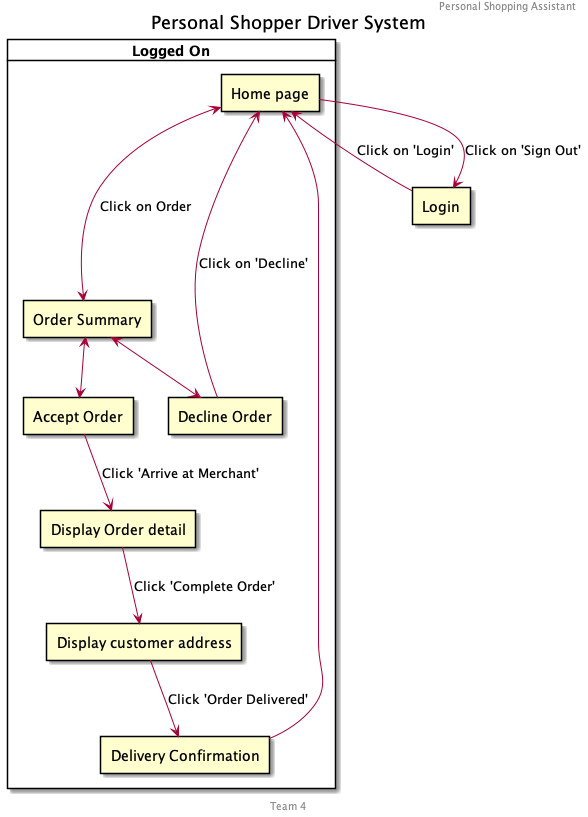 Personal Shopping Assistant
Personal Shopper Driver System
Logged On
Home page
Click on 'Login'
Click on 'Sign Out'
Click on Order
Login
Click on 'Decline'
Order Summary
Accept Order
Decline Order
Click 'Arrive at Merchant'
Display Order detail
Click 'Complete Order'
Display customer address
Click 'Order Delivered'
Delivery Confirmation
Team 4